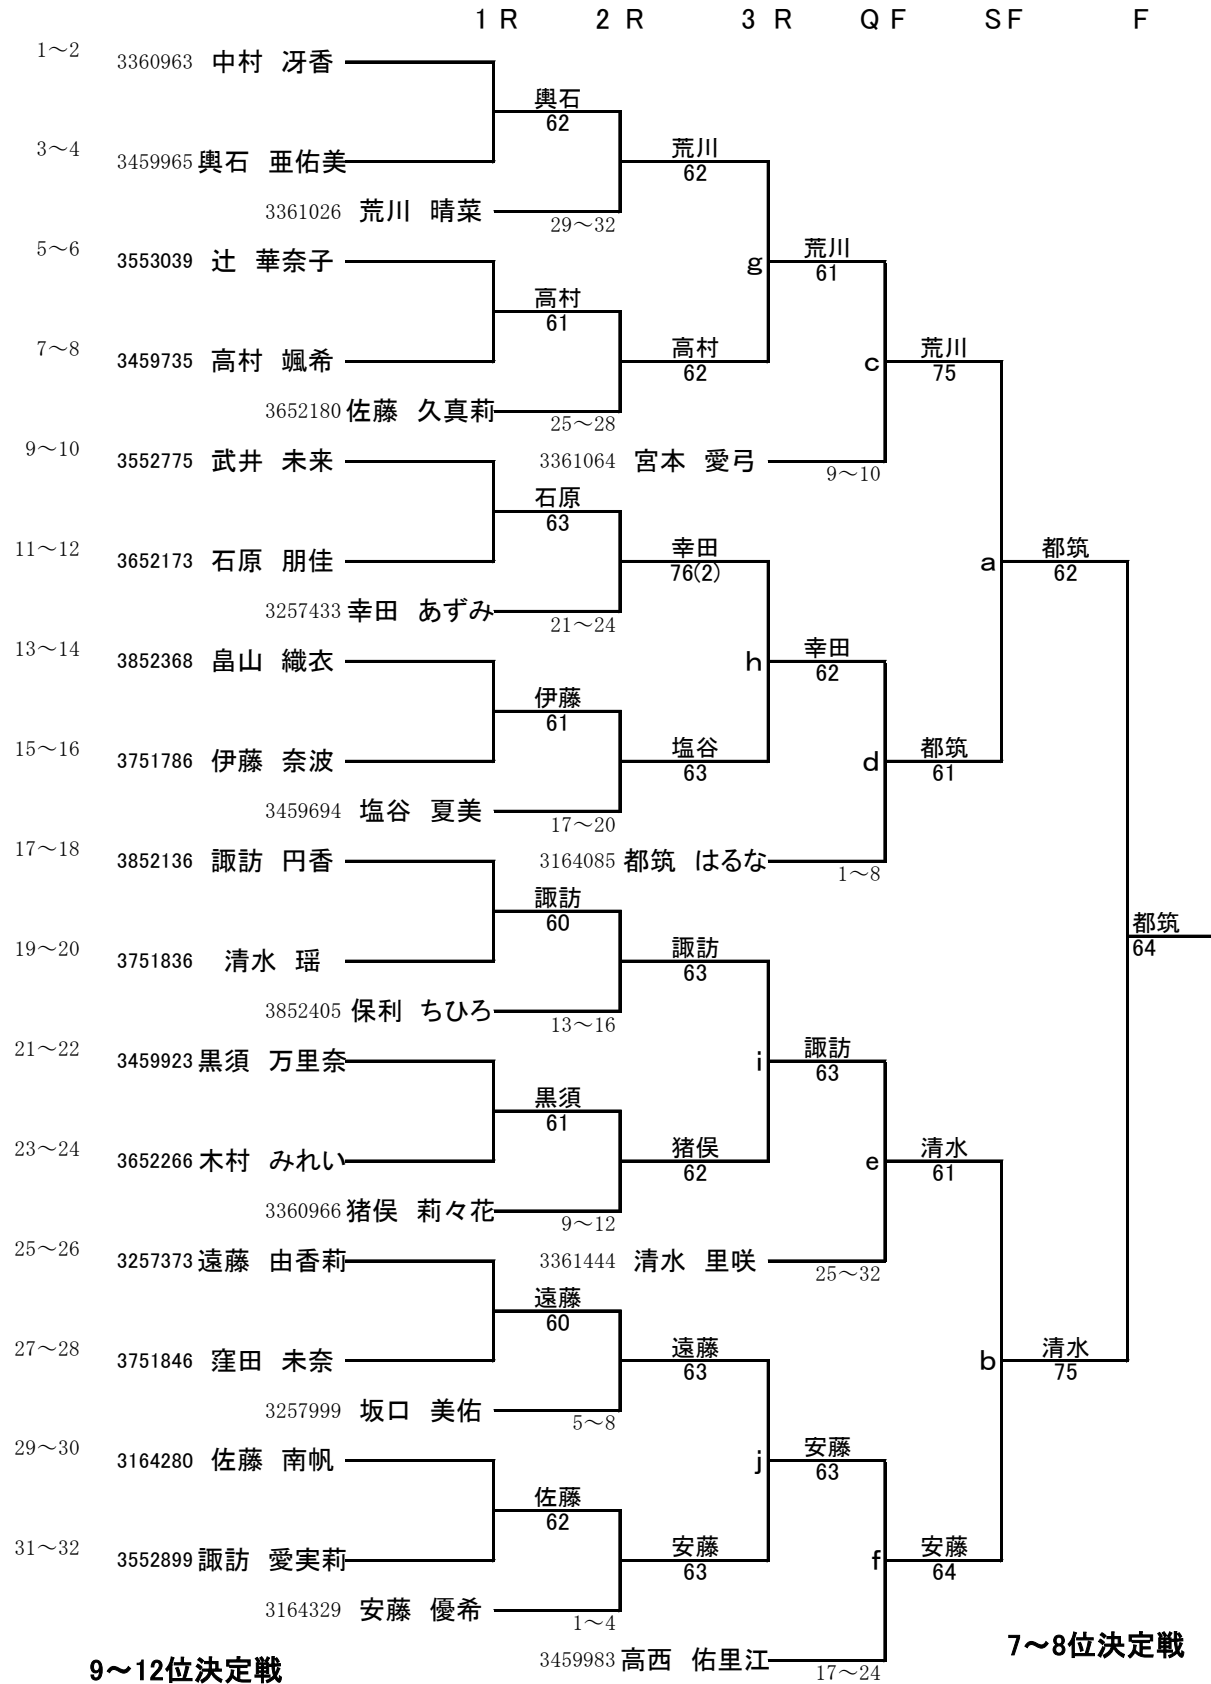 1 R 2 R 3 R Q F S F F
1～2 3360963 中村 冴香
輿石
62
3～4 3459965 輿石 亜佑美
荒川
62
3361026 荒川 晴菜 29～32
5～6 3553039 辻 華奈子
g 荒川
61
高村
61
7～8 3459735 高村 颯希
高村
62
c 荒川
75
3652180 佐藤 久真莉 25～28
9～10 3552775 武井 未来
3361064 宮本 愛弓 9～10
石原
63
11～12 3652173 石原 朋佳
幸田
76(2)
a 都筑
62
3257433 幸田 あずみ 21～24
13～14 3852368 畠山 織衣
h 幸田
62
伊藤
61
15～16 3751786 伊藤 奈波
塩谷
63
d 都筑
61
3459694 塩谷 夏美 17～20
17～18 3852136 諏訪 円香
3164085 都筑 はるな 1～8
諏訪
60
都筑
64
19～20 3751836 清水 瑶
諏訪
63
3852405 保利 ちひろ 13～16
21～22 3459923 黒須 万里奈
i 諏訪
63
黒須
61
23～24 3652266 木村 みれい
猪俣
62
e 清水
61
3360966 猪俣 莉々花 9～12
25～26 3257373 遠藤 由香莉
3361444 清水 里咲 25～32
遠藤
60
27～28 3751846 窪田 未奈
遠藤
63
b 清水
75
3257999 坂口 美佑 5～8
29～30 3164280 佐藤 南帆
j 安藤
63
佐藤
62
31～32 3552899 諏訪 愛実莉
安藤
63
f 安藤
64
3164329 安藤 優希 1～4
3459983 高西 佑里江 17～24
7～8位決定戦
9～12位決定戦